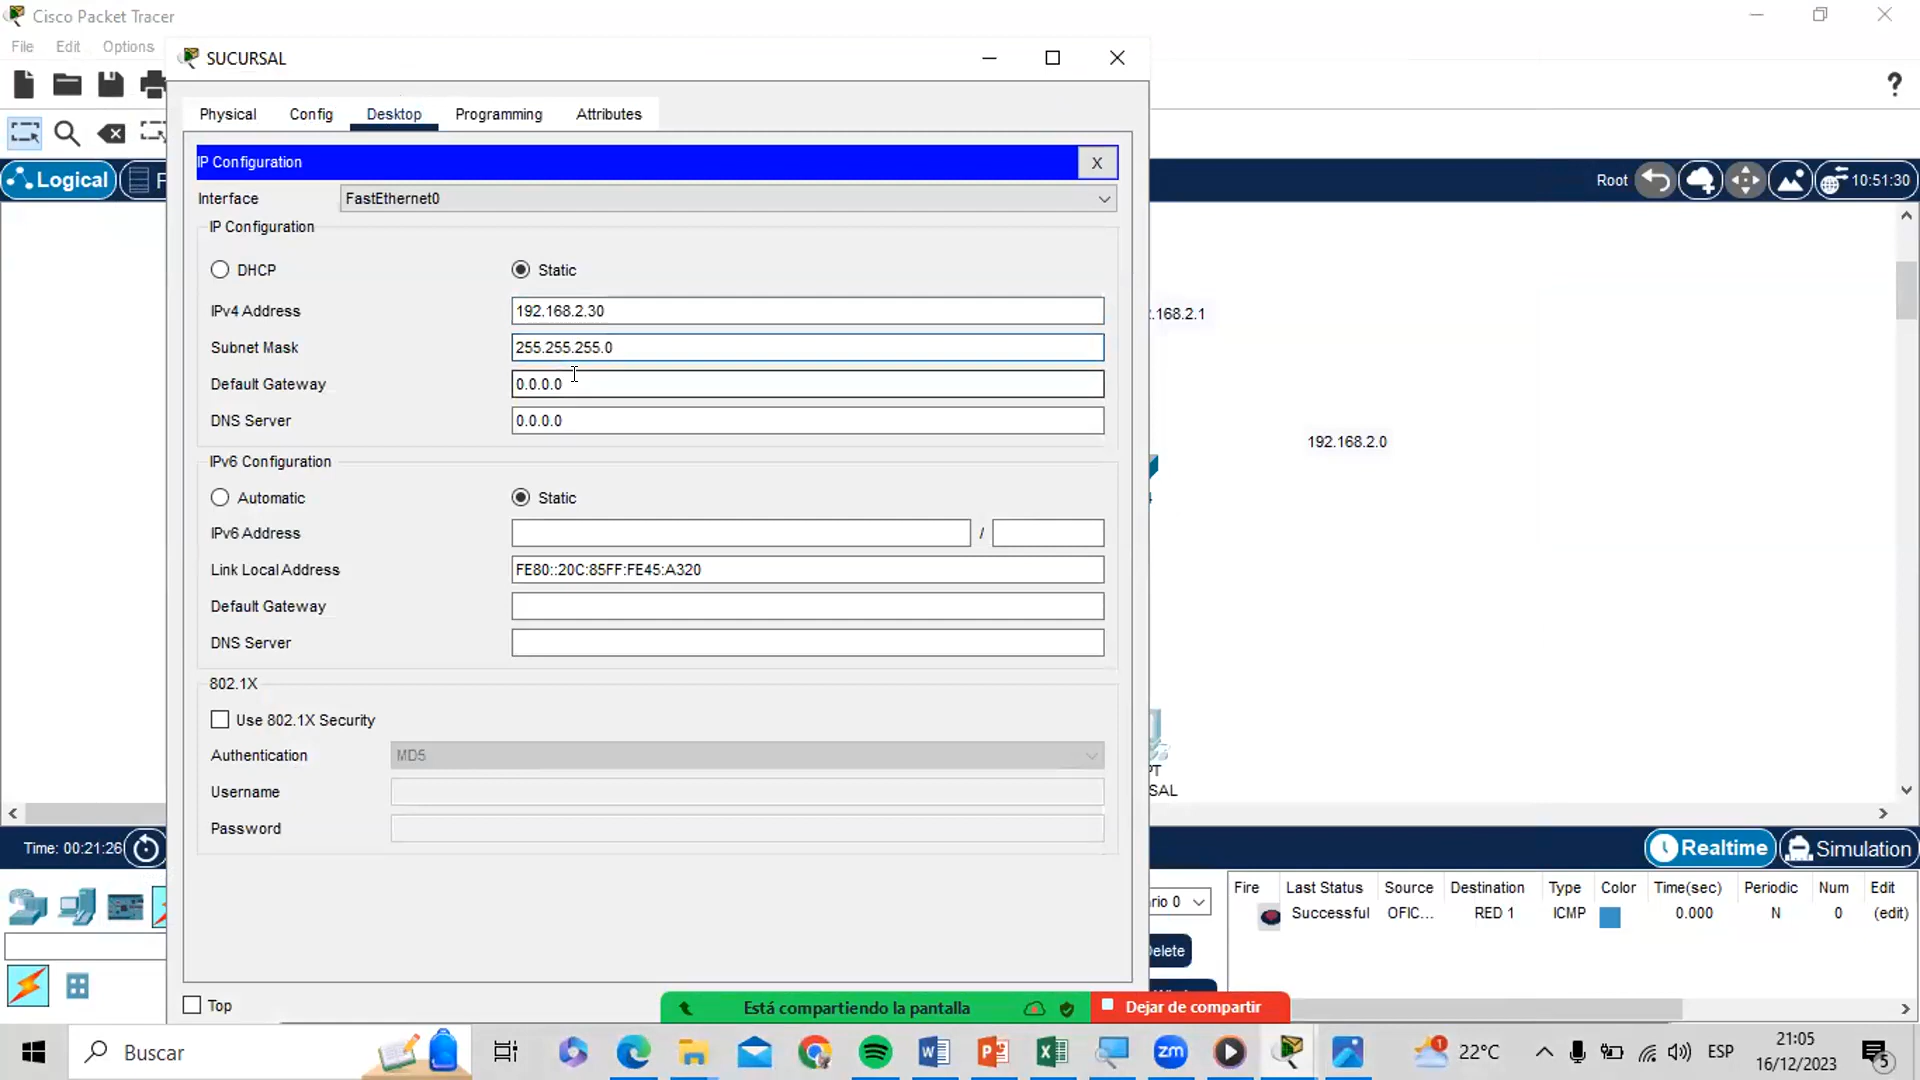 Cisco Packet Tracer
File Edit Options
SUCURSAL
Physical Config Desktop Programming Attributes
IP Configuration X
Logical
Root 10:51:30
Interface FastEthernet0
IP Configuration
DHCP Static
IPv4 Address 192.168.2.30
.168.2.1
Subnet Mask 255.255.255.0
Default Gateway 0.0.0.0
DNS Server 0.0.0.0
192.168.2.0
IPv6 Configuration
Automatic Static
IPv6 Address /
Link Local Address FE80::20C:85FF:FE45:A320
Default Gateway
DNS Server
802.1X
Use 802.1X Security
Authentication MD5
PT
SAL
Username
Password
Time: 00:21:26
Realtime Simulation
rio 0
Fire Last Status Source Destination Type Color Time(sec) Periodic Num Edit
Successful OFIC... RED 1 ICMP 0.000 N 0 (edit)
elete
Top
Está compartiendo la pantalla Dejar de compartir
Buscar
22°C
ESP
21:05
16/12/2023
5